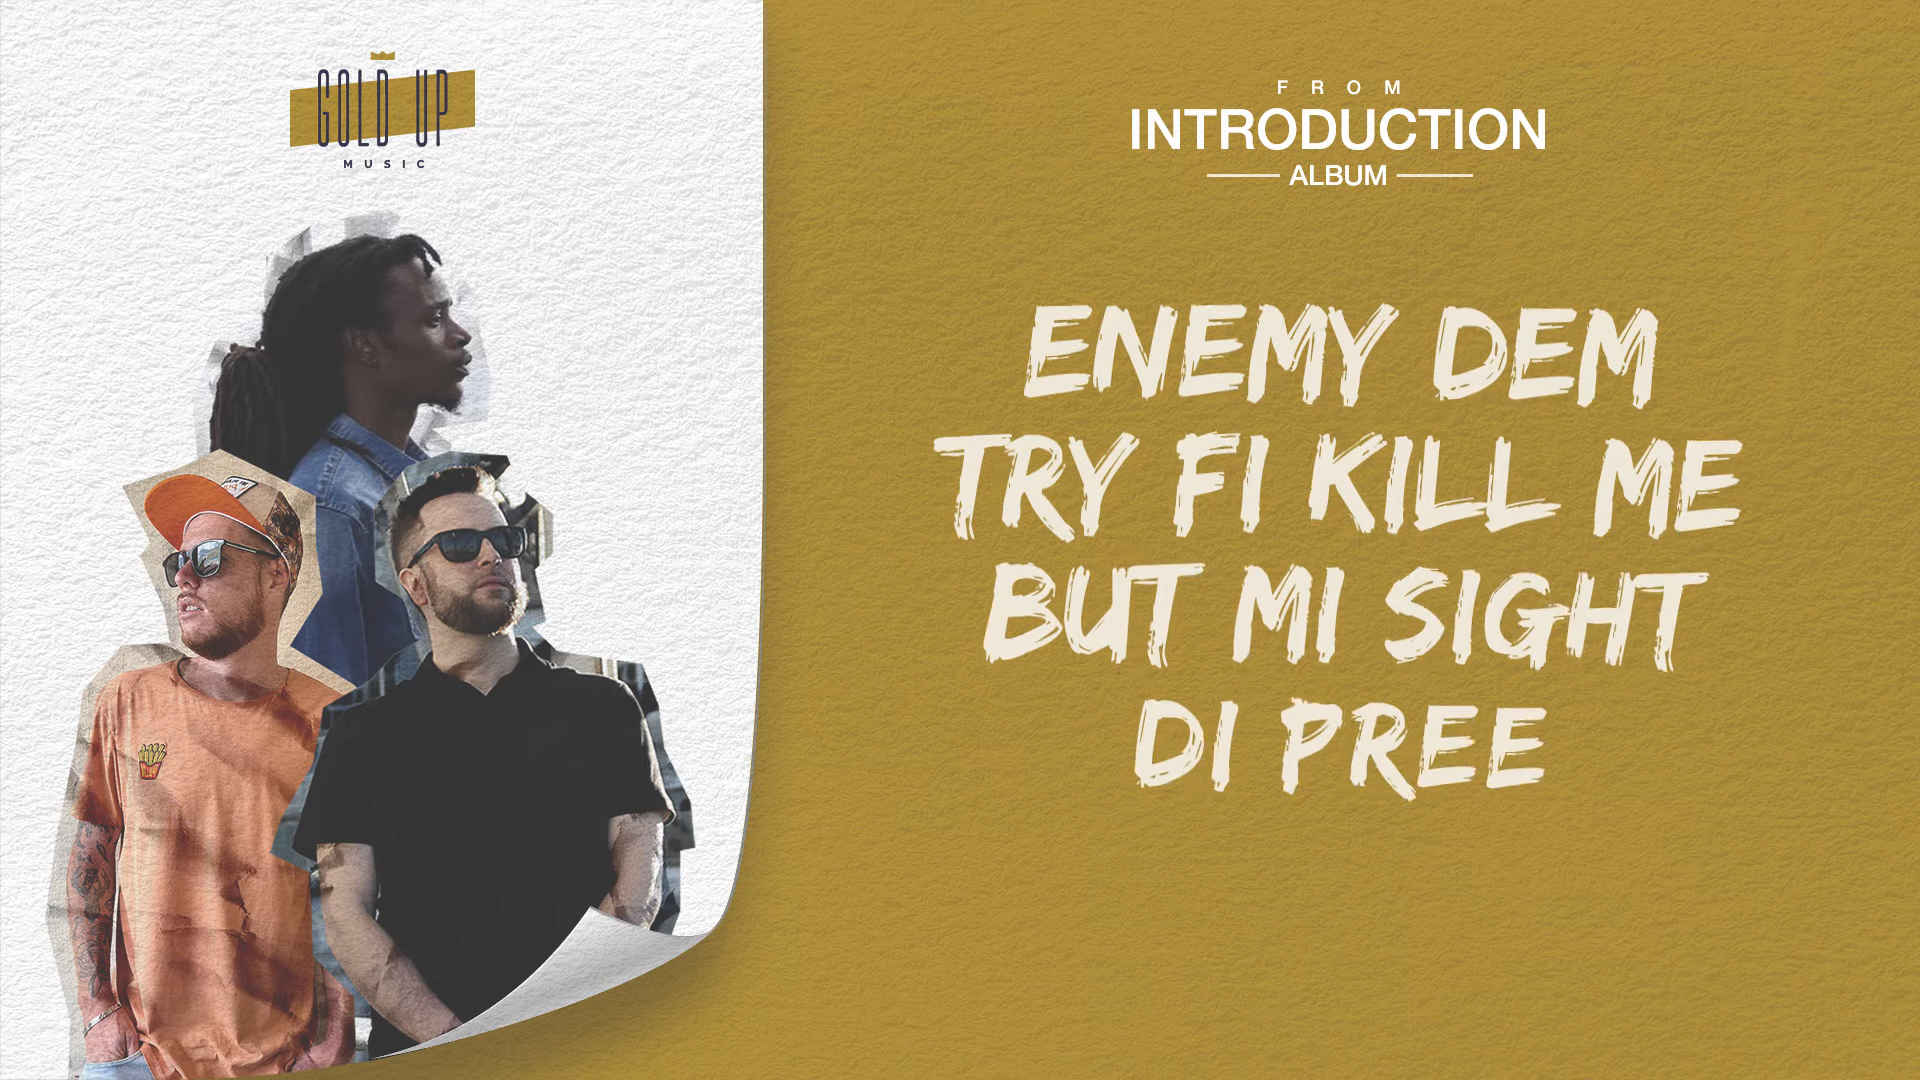 GOLD UP
MUSIC
FROM
INTRODUCTION
ALBUM
ENEMY DEM
TRY FI KILL ME
BUT MI SIGHT
DI PREE